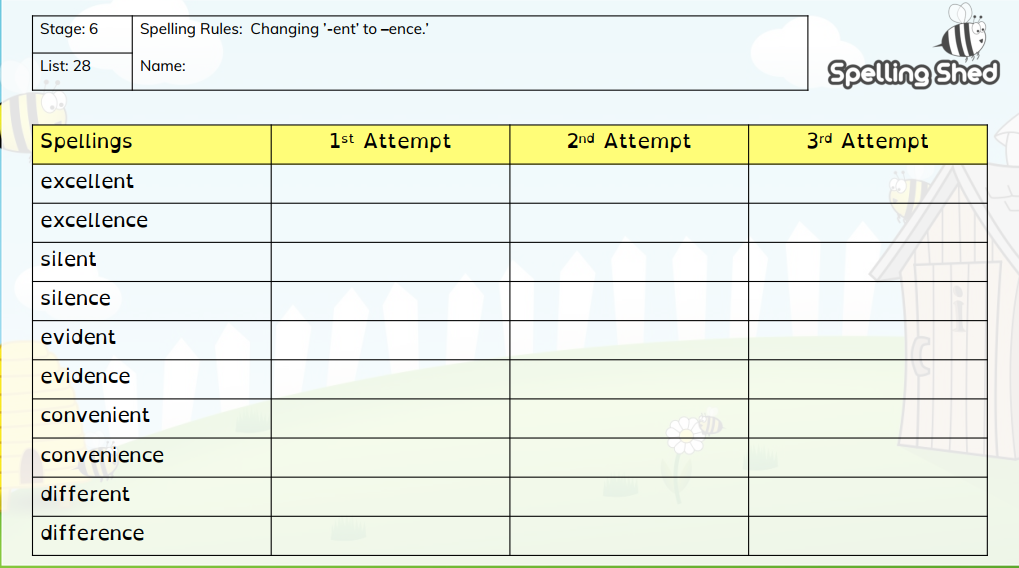 Stage: 6
Spelling Rules:  Changing ’-ent’ to –ence.’
List: 28
Name:
Spelling Shed
Spellings 1st Attempt 2nd Attempt 3rd Attempt
excellent
excellence
silent
silence
evident
evidence
convenient
convenience
different
difference